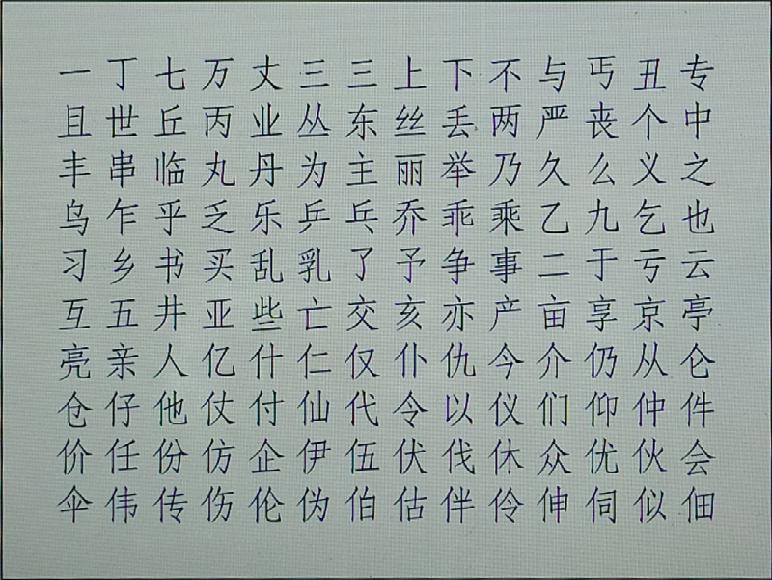 一丁七万丈三三上下不与丐丑专
且世丘丙业丛东丝丢两严丧个中
丰串临丸丹为主丽举乃久么义之
乌乍乎乏乐乒乓乔乖乘乙九乞也
习乡书买乱乳了予争事二于亏云
互五井亚些亡交亥亦产亩享京亭
亮亲人亿什仁仅仆仇今介仍从仑
仓仔他仗付仙代令以仪们仰仲件
价任份仿企伊伍伏伐休众优伙会
伞伟传伤伦伪伯估伴伶伸伺似佃